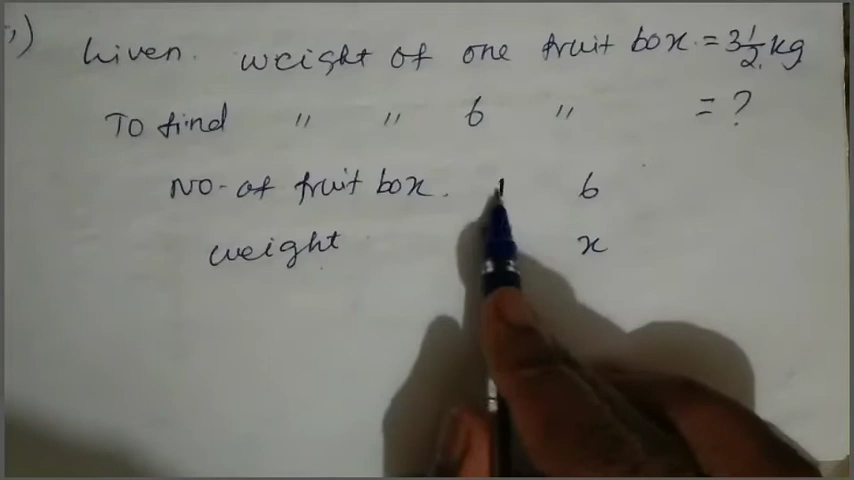 Given. weight of one fruit box. = 3 1/2. kg
To find " " 6 " = ?
NO- of fruit box. 1 6
weight x